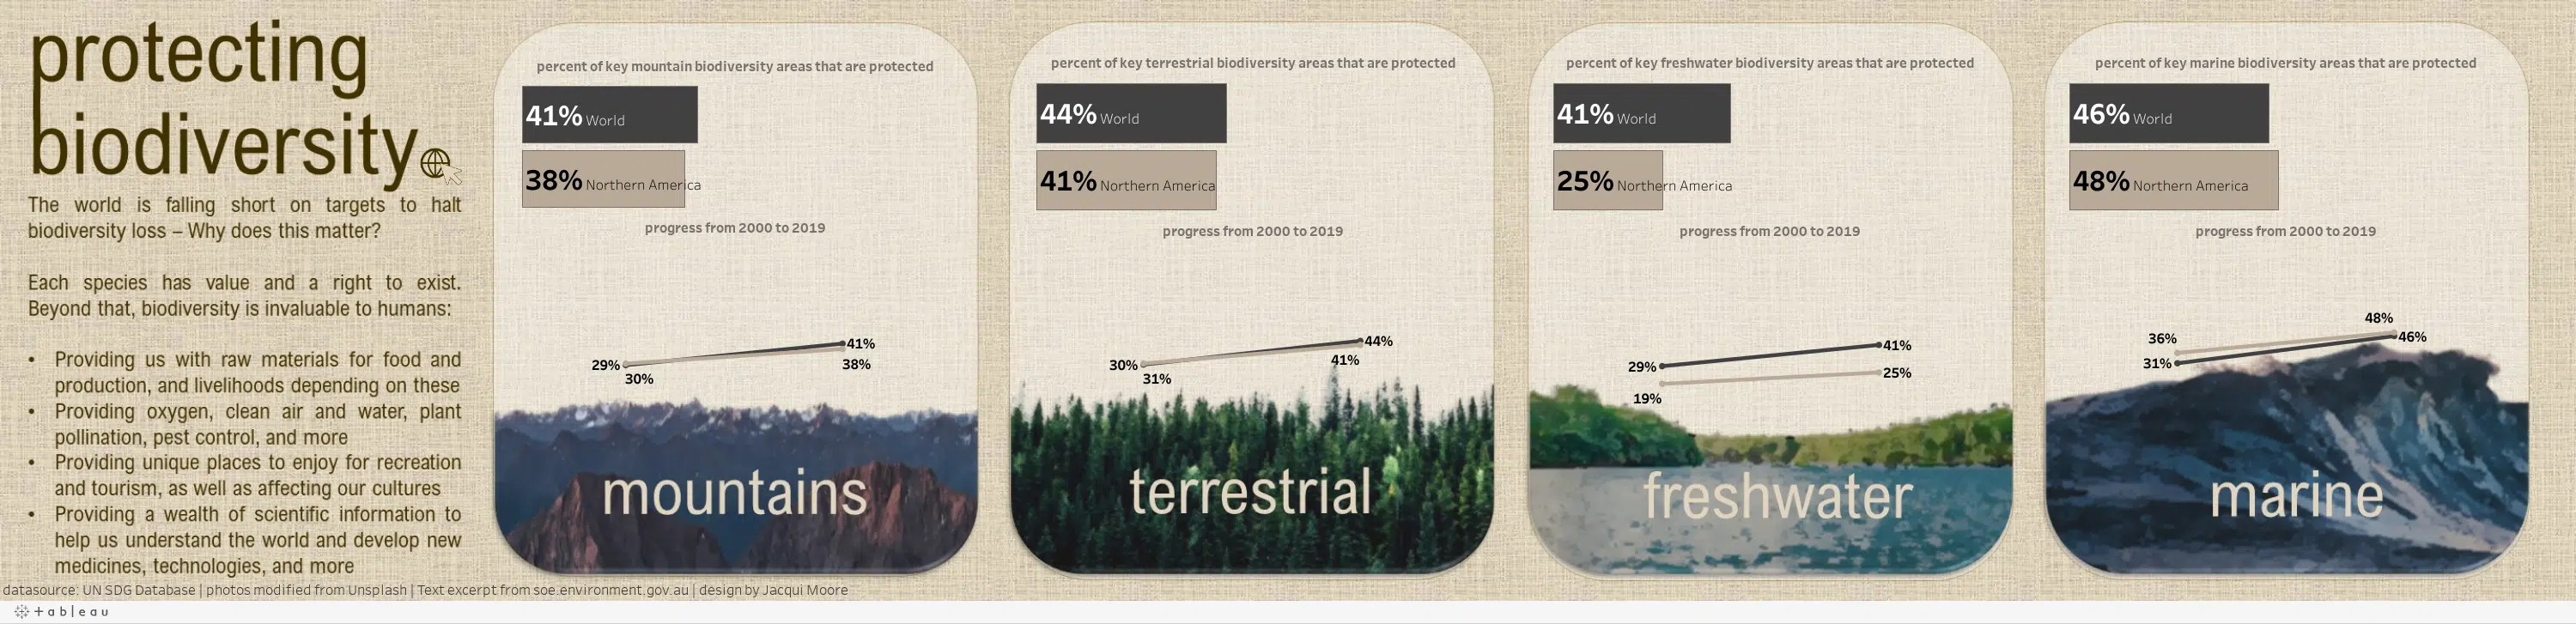 protecting
biodiversity
The world is falling short on targets to halt
biodiversity loss – Why does this matter?
Each species has value and a right to exist.
Beyond that, biodiversity is invaluable to humans:
• Providing us with raw materials for food and
production, and livelihoods depending on these
• Providing oxygen, clean air and water, plant
pollination, pest control, and more
• Providing unique places to enjoy for recreation
and tourism, as well as affecting our cultures
• Providing a wealth of scientific information to
help us understand the world and develop new
medicines, technologies, and more
percent of key mountain biodiversity areas that are protected
41% World
38% Northern America
progress from 2000 to 2019
41%
29%
38%
30%
mountains
percent of key terrestrial biodiversity areas that are protected
44% World
41% Northern America
progress from 2000 to 2019
44%
41%
30%
31%
terrestrial
percent of key freshwater biodiversity areas that are protected
41% World
25% Northern America
progress from 2000 to 2019
41%
29%
25%
19%
freshwater
percent of key marine biodiversity areas that are protected
46% World
48% Northern America
progress from 2000 to 2019
48%
36%
46%
31%
marine
datasource: UN SDG Database | photos modified from Unsplash | Text excerpt from soe.environment.gov.au | design by Jacqui Moore
+ a b | e a u